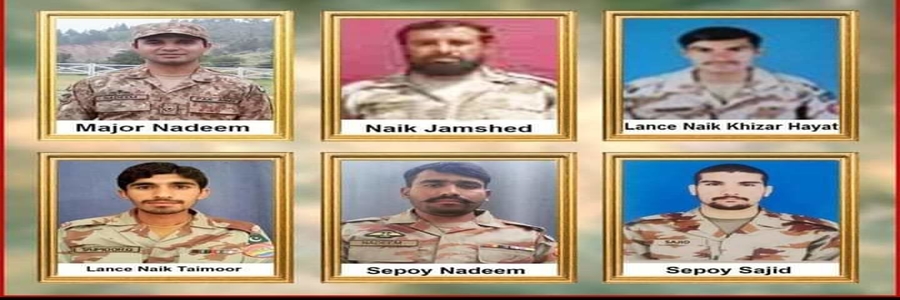 Major Nadeem
Naik Jamshed
Lance Naik Khizar Hayat
Lance Naik Taimoor
Sepoy Nadeem
Sepoy Sajid